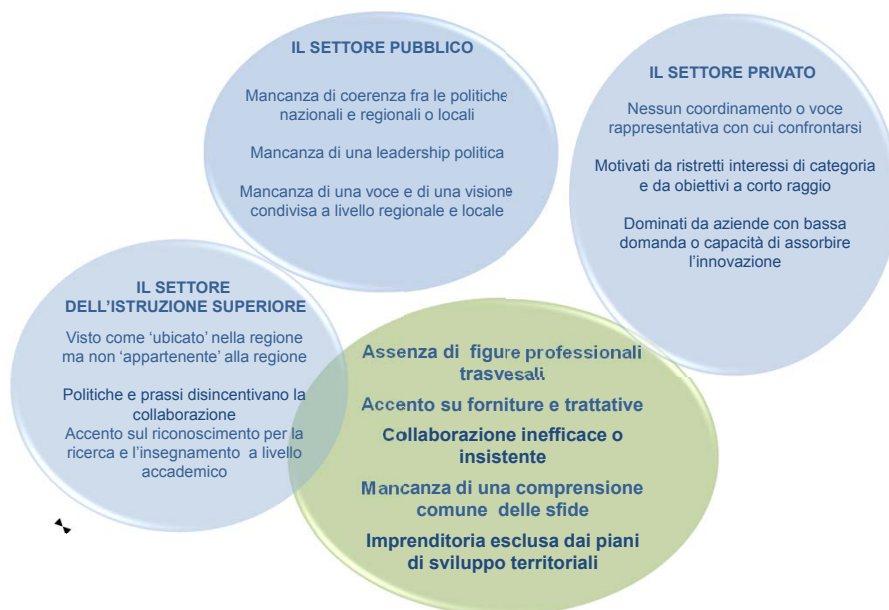 IL SETTORE PUBBLICO
Mancanza di coerenza fra le politiche
nazionali e regionali o locali
Mancanza di una leadership politica
Mancanza di una voce e di una visione
condivisa a livello regionale e locale
IL SETTORE PRIVATO
Nessun coordinamento o voce
rappresentativa con cui confrontarsi
Motivati da ristretti interessi di categoria
e da obiettivi a corto raggio
Dominati da aziende con bassa
domanda o capacità di assorbire
l'innovazione
IL SETTORE
DELL'ISTRUZIONE SUPERIORE
Visto come 'ubicato' nella regione
ma non 'appartenente' alla regione
Politiche e prassi disincentivano la
collaborazione
Accento sul riconoscimento per la
ricerca e l'insegnamento a livello
accademico
Assenza di figure professionali
trasvesali
Accento su forniture e trattative
Collaborazione inefficace o
insistente
Mancanza di una comprensione
comune delle sfide
Imprenditoria esclusa dai piani
di sviluppo territoriali